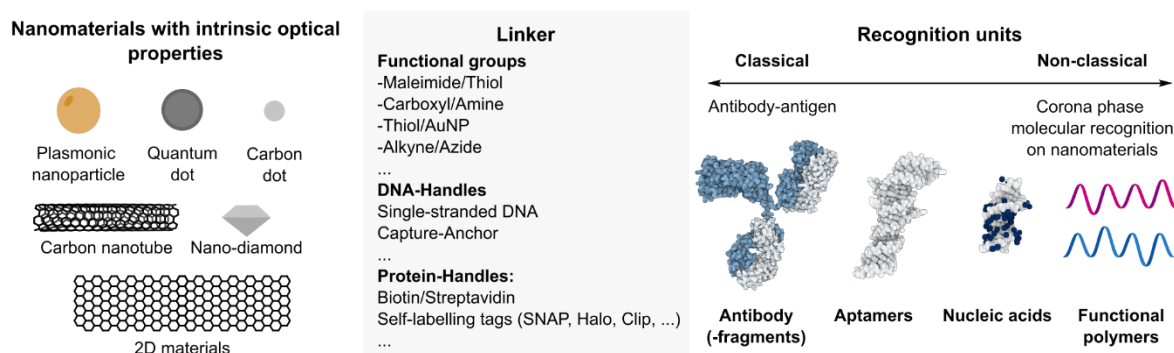 Nanomaterials with intrinsic optical
properties
Plasmonic
nanoparticle
Quantum
dot
Carbon
dot
Carbon nanotube
Nano-diamond
2D materials
Linker
Functional groups
-Maleimide/Thiol
-Carboxyl/Amine
-Thiol/AuNP
-Alkyne/Azide
...
DNA-Handles
Single-stranded DNA
Capture-Anchor
...
Protein-Handles:
Biotin/Streptavidin
Self-labelling tags (SNAP, Halo, Clip, ...)
...
Recognition units
Classical
Non-classical
Antibody-antigen
Corona phase
molecular recognition
on nanomaterials
Antibody
(-fragments)
Aptamers
Nucleic acids
Functional
polymers